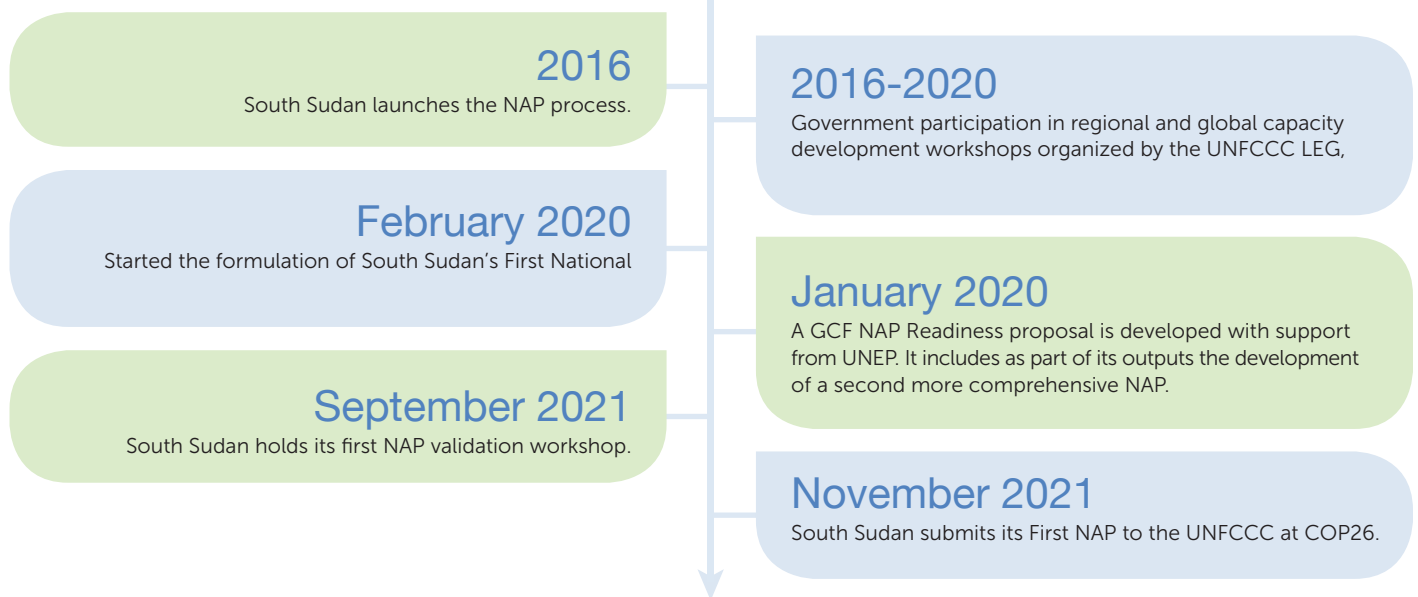 2016
South Sudan launches the NAP process.
2016-2020
Government participation in regional and global capacity
development workshops organized by the UNFCCC LEG,
February 2020
Started the formulation of South Sudan’s First National
January 2020
A GCF NAP Readiness proposal is developed with support
from UNEP. It includes as part of its outputs the development
of a second more comprehensive NAP.
September 2021
South Sudan holds its first NAP validation workshop.
November 2021
South Sudan submits its First NAP to the UNFCCC at COP26.